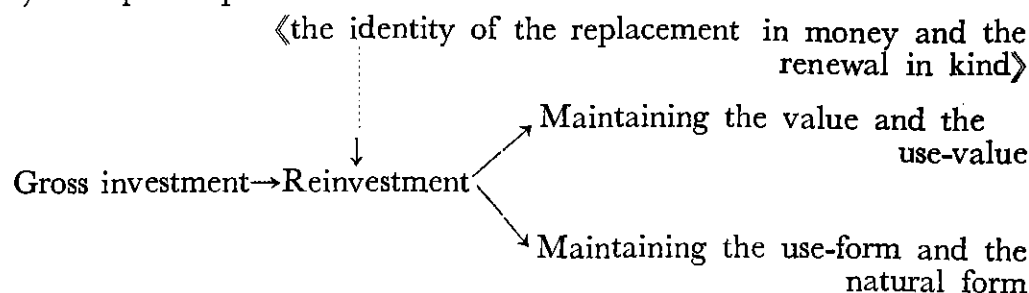 《the identity of the replacement in money and the
renewal in kind》
Maintaining the value and the
use-value
Gross investment→Reinvestment
Maintaining the use-form and the
natural form